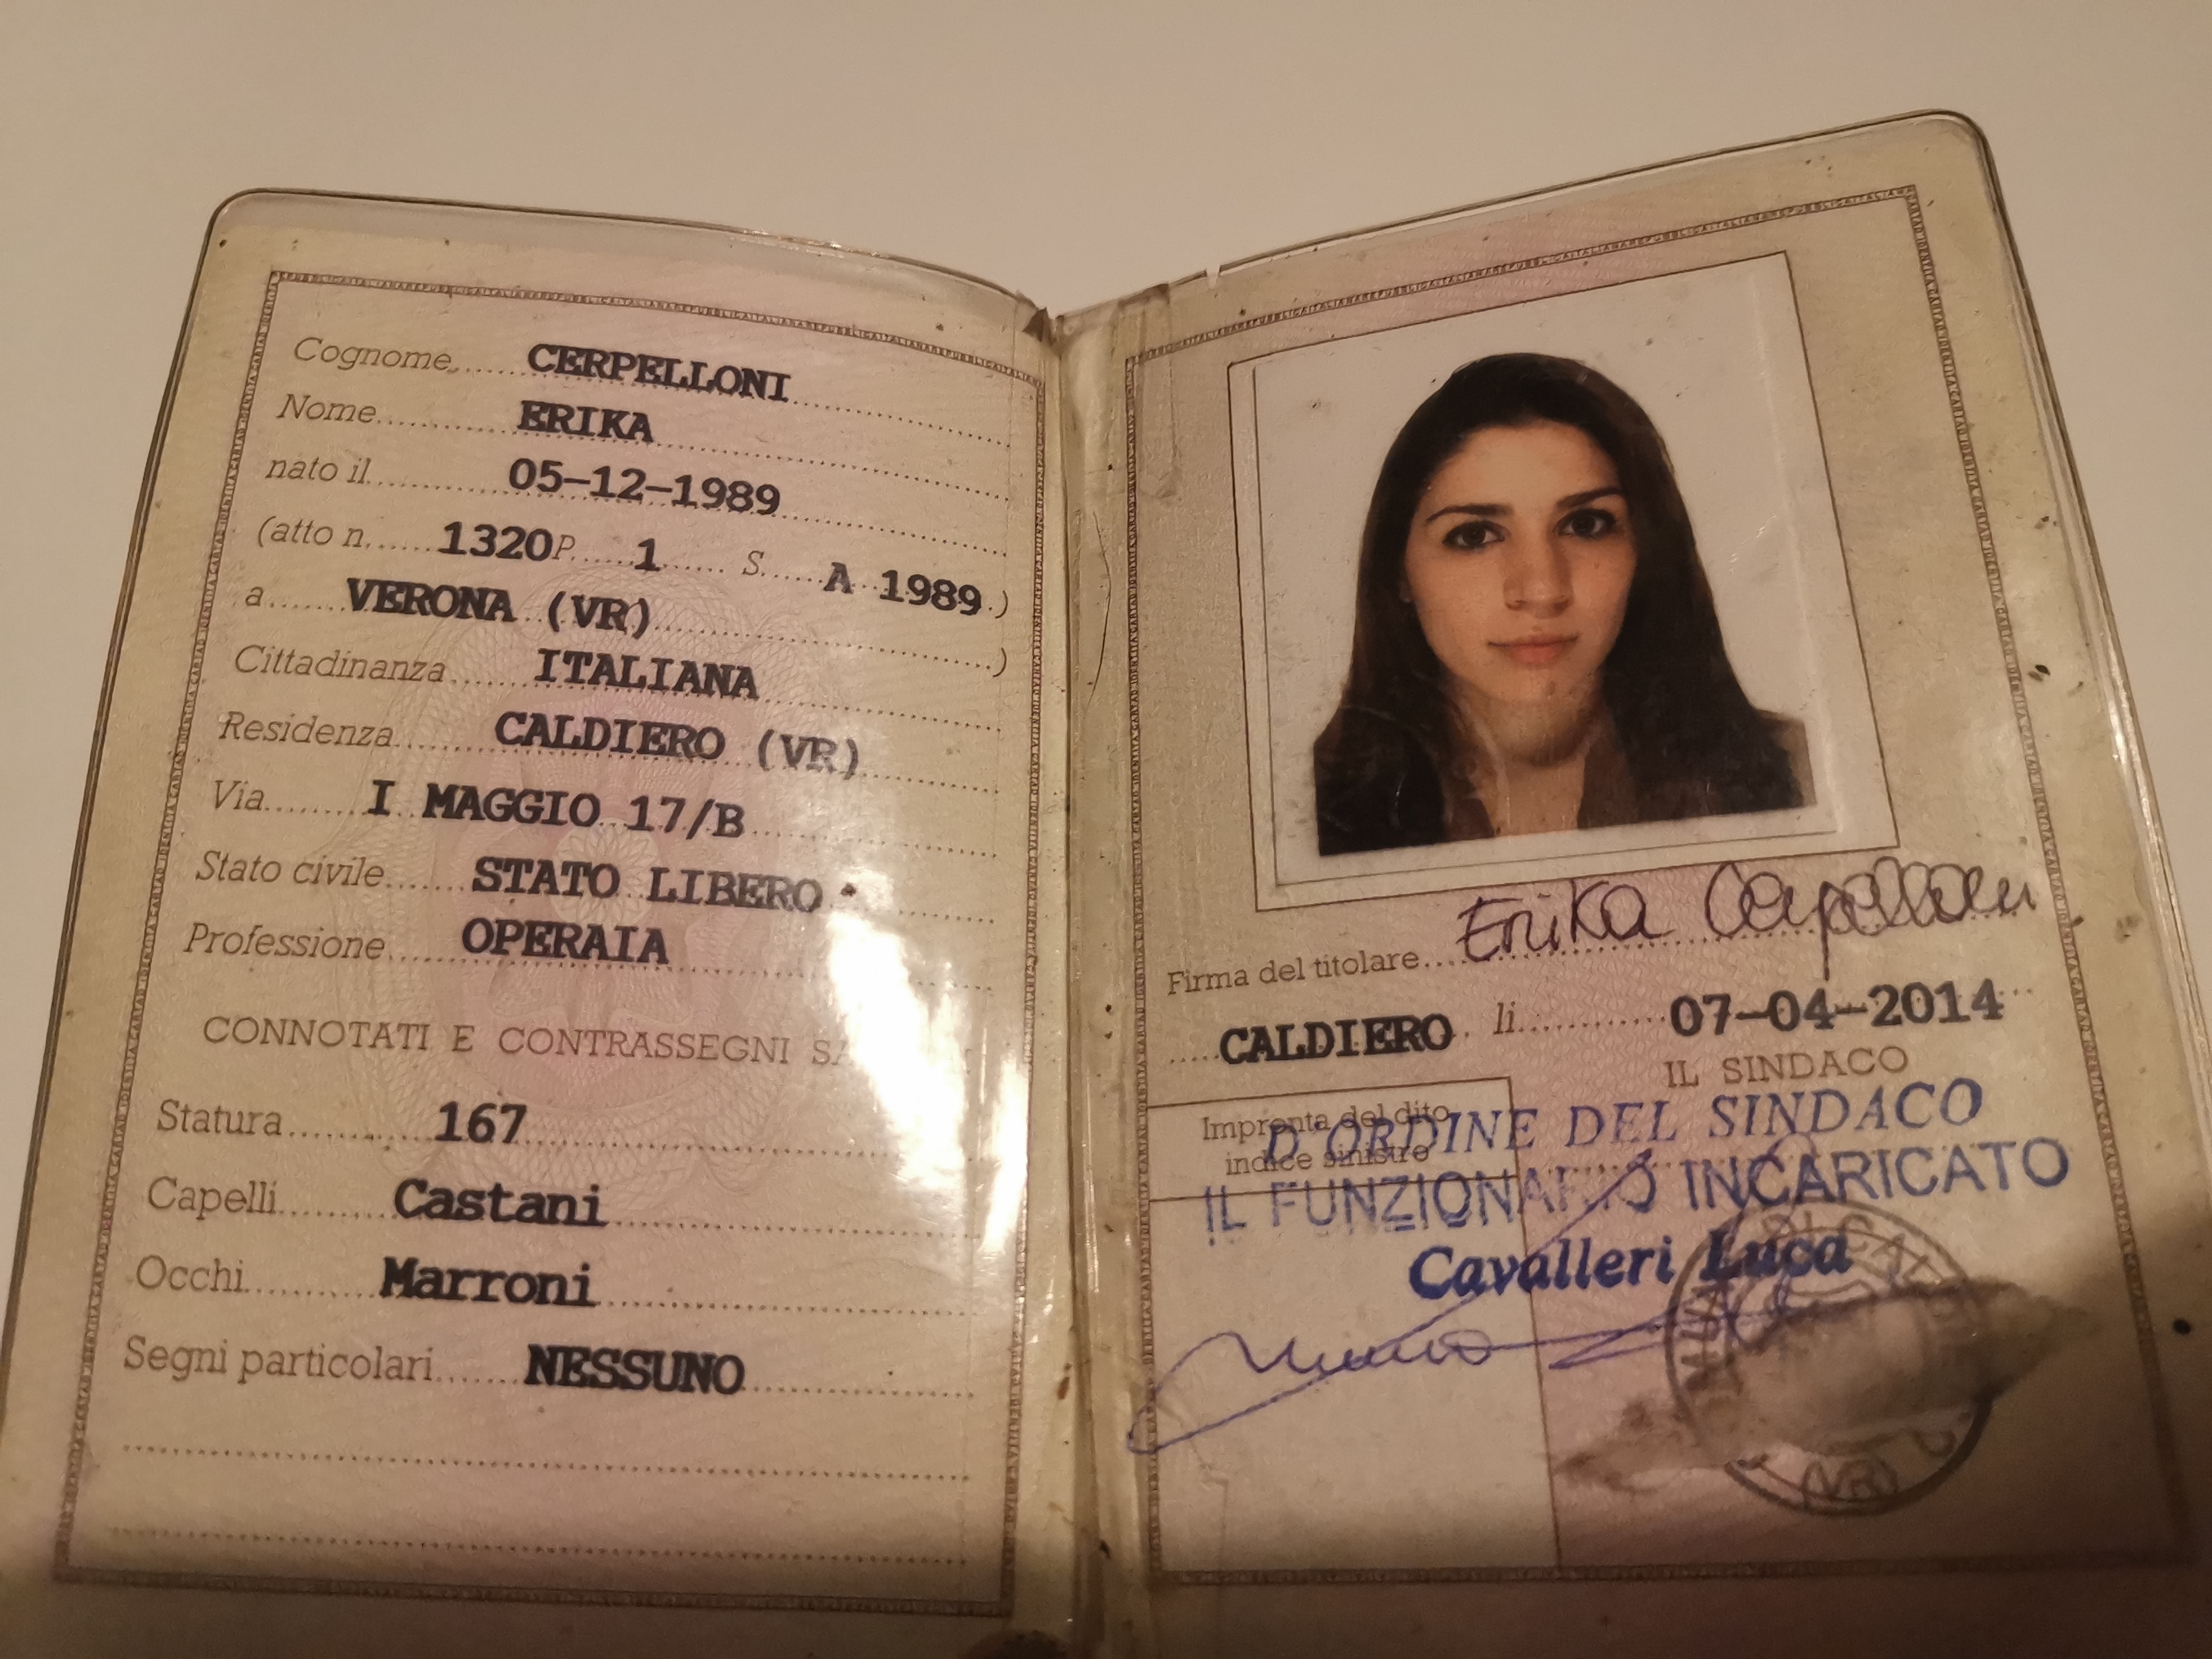 Cognome CERPELLONI
Nome ERIKA
nato il 05-12-1989
(atto n. 1320 P. 1 S. A 1989)
a VERONA (VR) )
Cittadinanza ITALIANA
Residenza CALDIERO (VR)
Via I MAGGIO 17/B
Stato civile STATO LIBERO
Professione OPERAIA
CONNOTATI E CONTRASSEGNI
Statura 167
Capelli Castani
Occhi Marroni
Segni particolari NESSUNO
Firma del titolare Erika Cerpelloni
CALDIERO li 07-04-2014
IL SINDACO
Impronta del dito
indice sinistro
D'ORDINE DEL SINDACO
IL FUNZIONARIO INCARICATO
Cavalleri Luca
(VR)